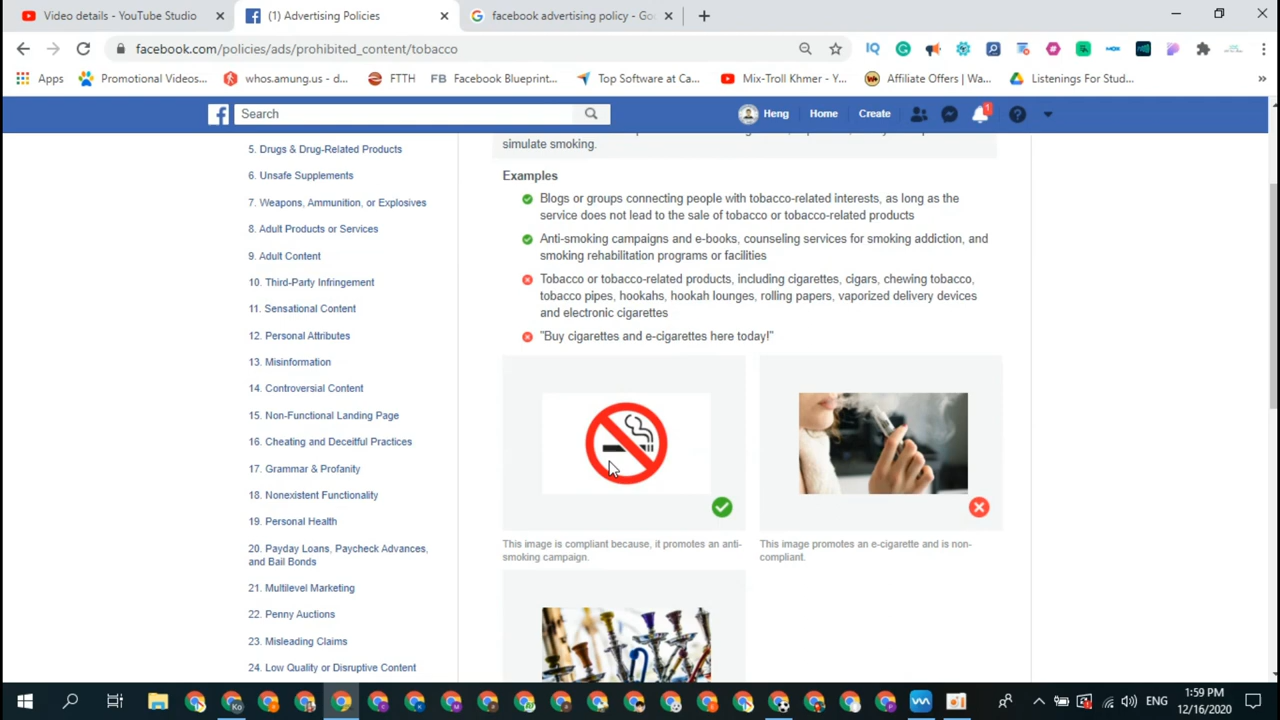 Video details - YouTube Studio
(1) Advertising Policies
facebook advertising policy - Go
facebook.com/policies/ads/prohibited_content/tobacco
Apps
Promotional Videos...
whos.amung.us - d...
FTTH
FB Facebook Blueprint...
Top Software at Ca...
Mix-Troll Khmer - Y...
Affiliate Offers | Wa...
Listenings For Stud...
Search
Heng
Home
Create
1
simulate smoking.
5. Drugs & Drug-Related Products
6. Unsafe Supplements
7. Weapons, Ammunition, or Explosives
8. Adult Products or Services
9. Adult Content
10. Third-Party Infringement
11. Sensational Content
12. Personal Attributes
13. Misinformation
14. Controversial Content
15. Non-Functional Landing Page
16. Cheating and Deceitful Practices
17. Grammar & Profanity
18. Nonexistent Functionality
19. Personal Health
20. Payday Loans, Paycheck Advances,
and Bail Bonds
21. Multilevel Marketing
22. Penny Auctions
23. Misleading Claims
24. Low Quality or Disruptive Content
Examples
Blogs or groups connecting people with tobacco-related interests, as long as the
service does not lead to the sale of tobacco or tobacco-related products
Anti-smoking campaigns and e-books, counseling services for smoking addiction, and
smoking rehabilitation programs or facilities
Tobacco or tobacco-related products, including cigarettes, cigars, chewing tobacco,
tobacco pipes, hookahs, hookah lounges, rolling papers, vaporized delivery devices
and electronic cigarettes
"Buy cigarettes and e-cigarettes here today!"
This image is compliant because, it promotes an anti-
smoking campaign.
This image promotes an e-cigarette and is non-
compliant.
ENG
1:59 PM
12/16/2020